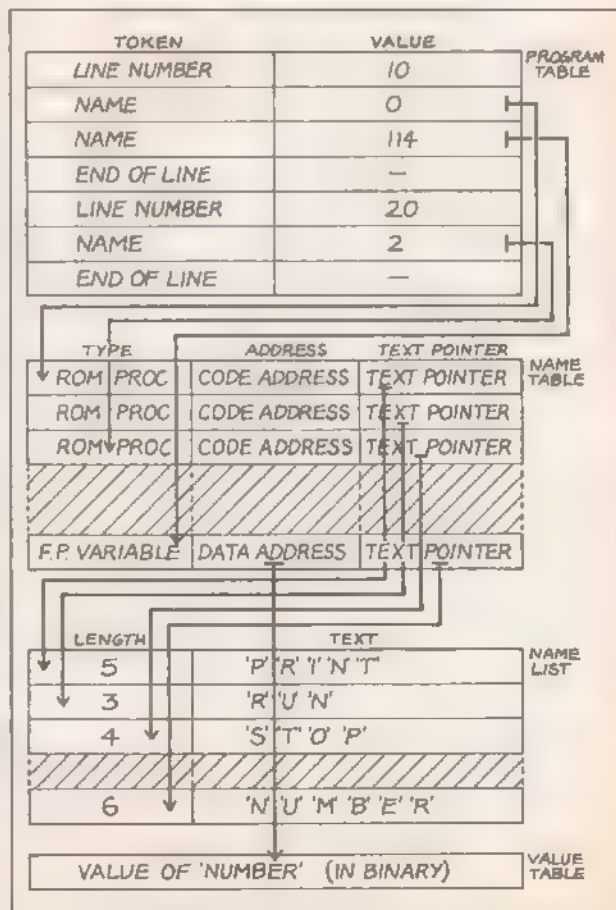 TOKEN VALUE
PROGRAM TABLE
LINE NUMBER 10
NAME 0
NAME 114
END OF LINE —
LINE NUMBER 20
NAME 2
END OF LINE —
TYPE ADDRESS TEXT POINTER
NAME TABLE
ROM PROC CODE ADDRESS TEXT POINTER
ROM PROC CODE ADDRESS TEXT POINTER
ROM PROC CODE ADDRESS TEXT POINTER
F.P. VARIABLE DATA ADDRESS TEXT POINTER
LENGTH TEXT
NAME LIST
5 'P' 'R' 'I' 'N' 'T'
3 'R' 'U' 'N'
4 'S' 'T' 'O' 'P'
6 'N' 'U' 'M' 'B' 'E' 'R'
VALUE OF 'NUMBER' (IN BINARY)
VALUE TABLE